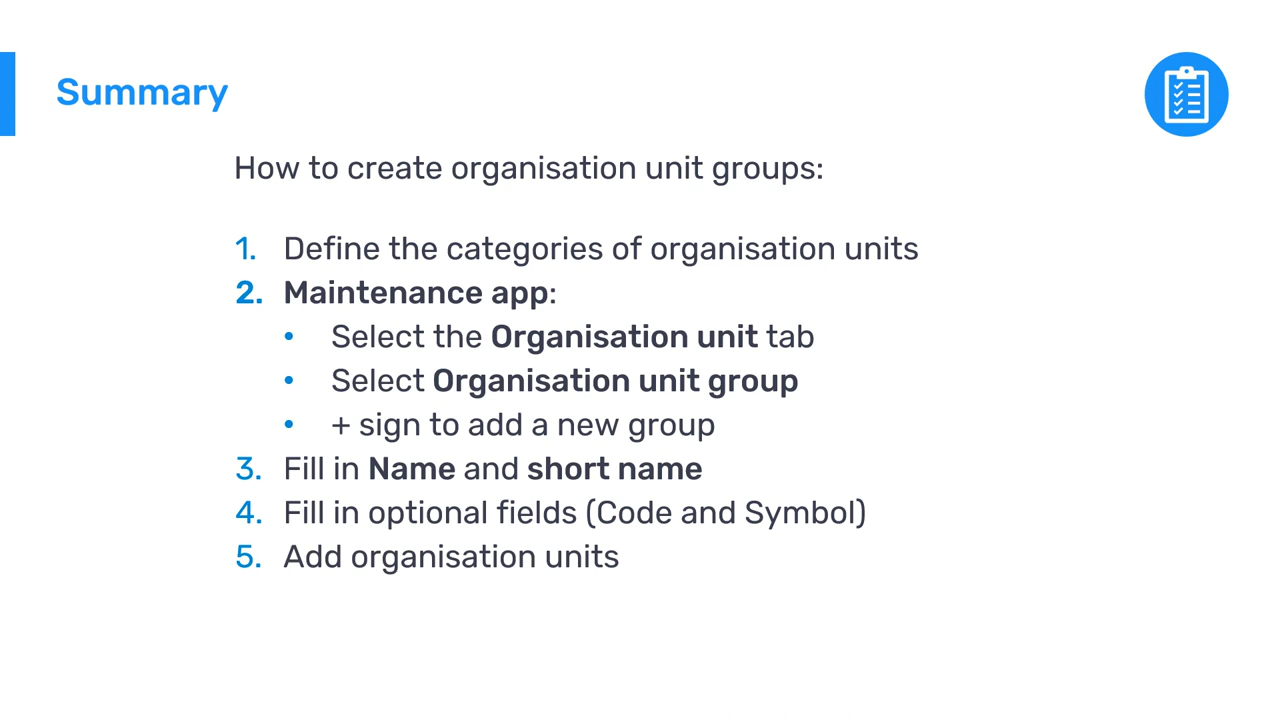 Summary
How to create organisation unit groups:
1. Define the categories of organisation units
2. Maintenance app:
• Select the Organisation unit tab
• Select Organisation unit group
• + sign to add a new group
3. Fill in Name and short name
4. Fill in optional fields (Code and Symbol)
5. Add organisation units